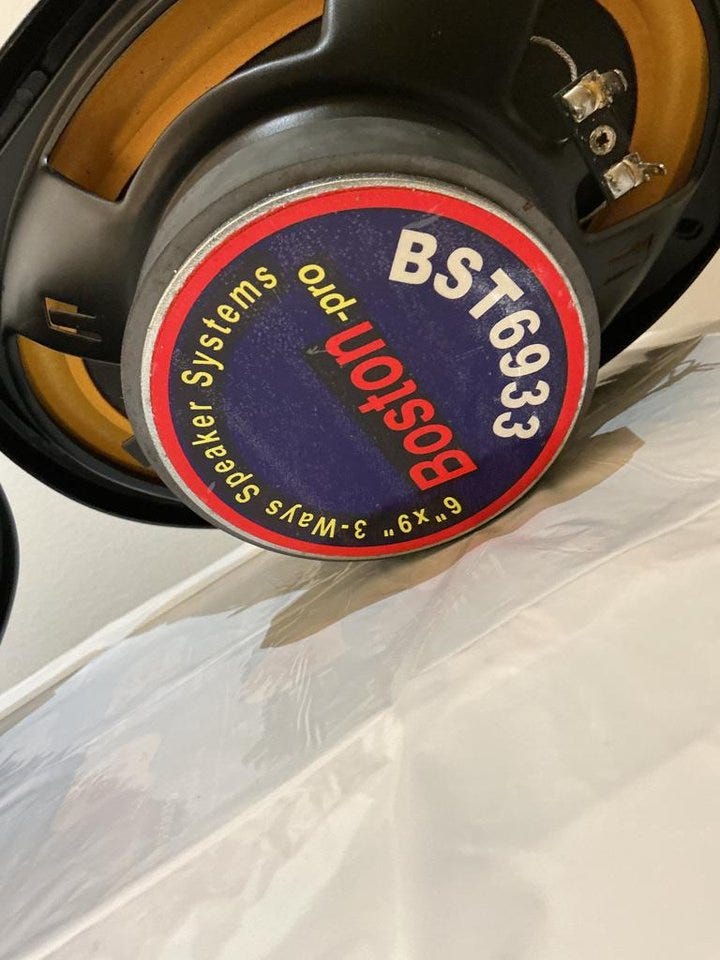 BST6933
Boston-pro
6"x9" 3-Ways Speaker Systems